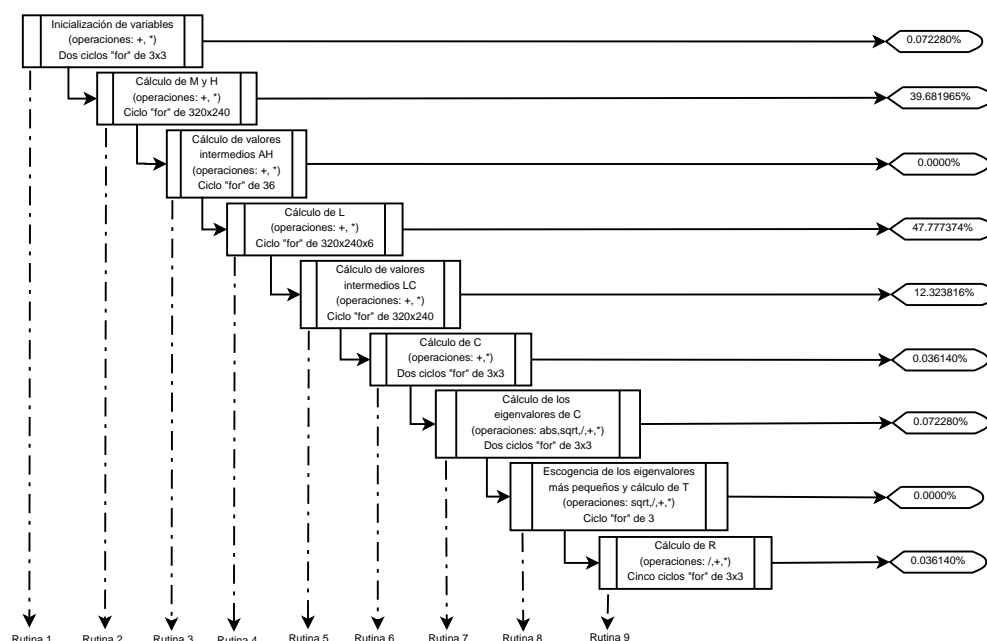 Inicialización de variables
(operaciones: +, *)
Dos ciclos "for" de 3x3
0.072280%
Cálculo de M y H
(operaciones: +, *)
Ciclo "for" de 320x240
39.681965%
Cálculo de valores
intermedios AH
(operaciones: +, *)
Ciclo "for" de 36
0.0000%
Cálculo de L
(operaciones: +, *)
Ciclo "for" de 320x240x6
47.777374%
Cálculo de valores
intermedios LC
(operaciones: +, *)
Ciclo "for" de 320x240
12.323816%
Cálculo de C
(operaciones: +,*)
Dos ciclos "for" de 3x3
0.036140%
Cálculo de los
eigenvalores de C
(operaciones: abs,sqrt,/,+,*)
Dos ciclos "for" de 3x3
0.072280%
Escogencia de los eigenvalores
más pequeños y cálculo de T
(operaciones: sqrt,/,+,*)
Ciclo "for" de 3
0.0000%
Cálculo de R
(operaciones: /,+,*)
Cinco ciclos "for" de 3x3
0.036140%
Rutina 1
Rutina 2
Rutina 3
Rutina 4
Rutina 5
Rutina 6
Rutina 7
Rutina 8
Rutina 9